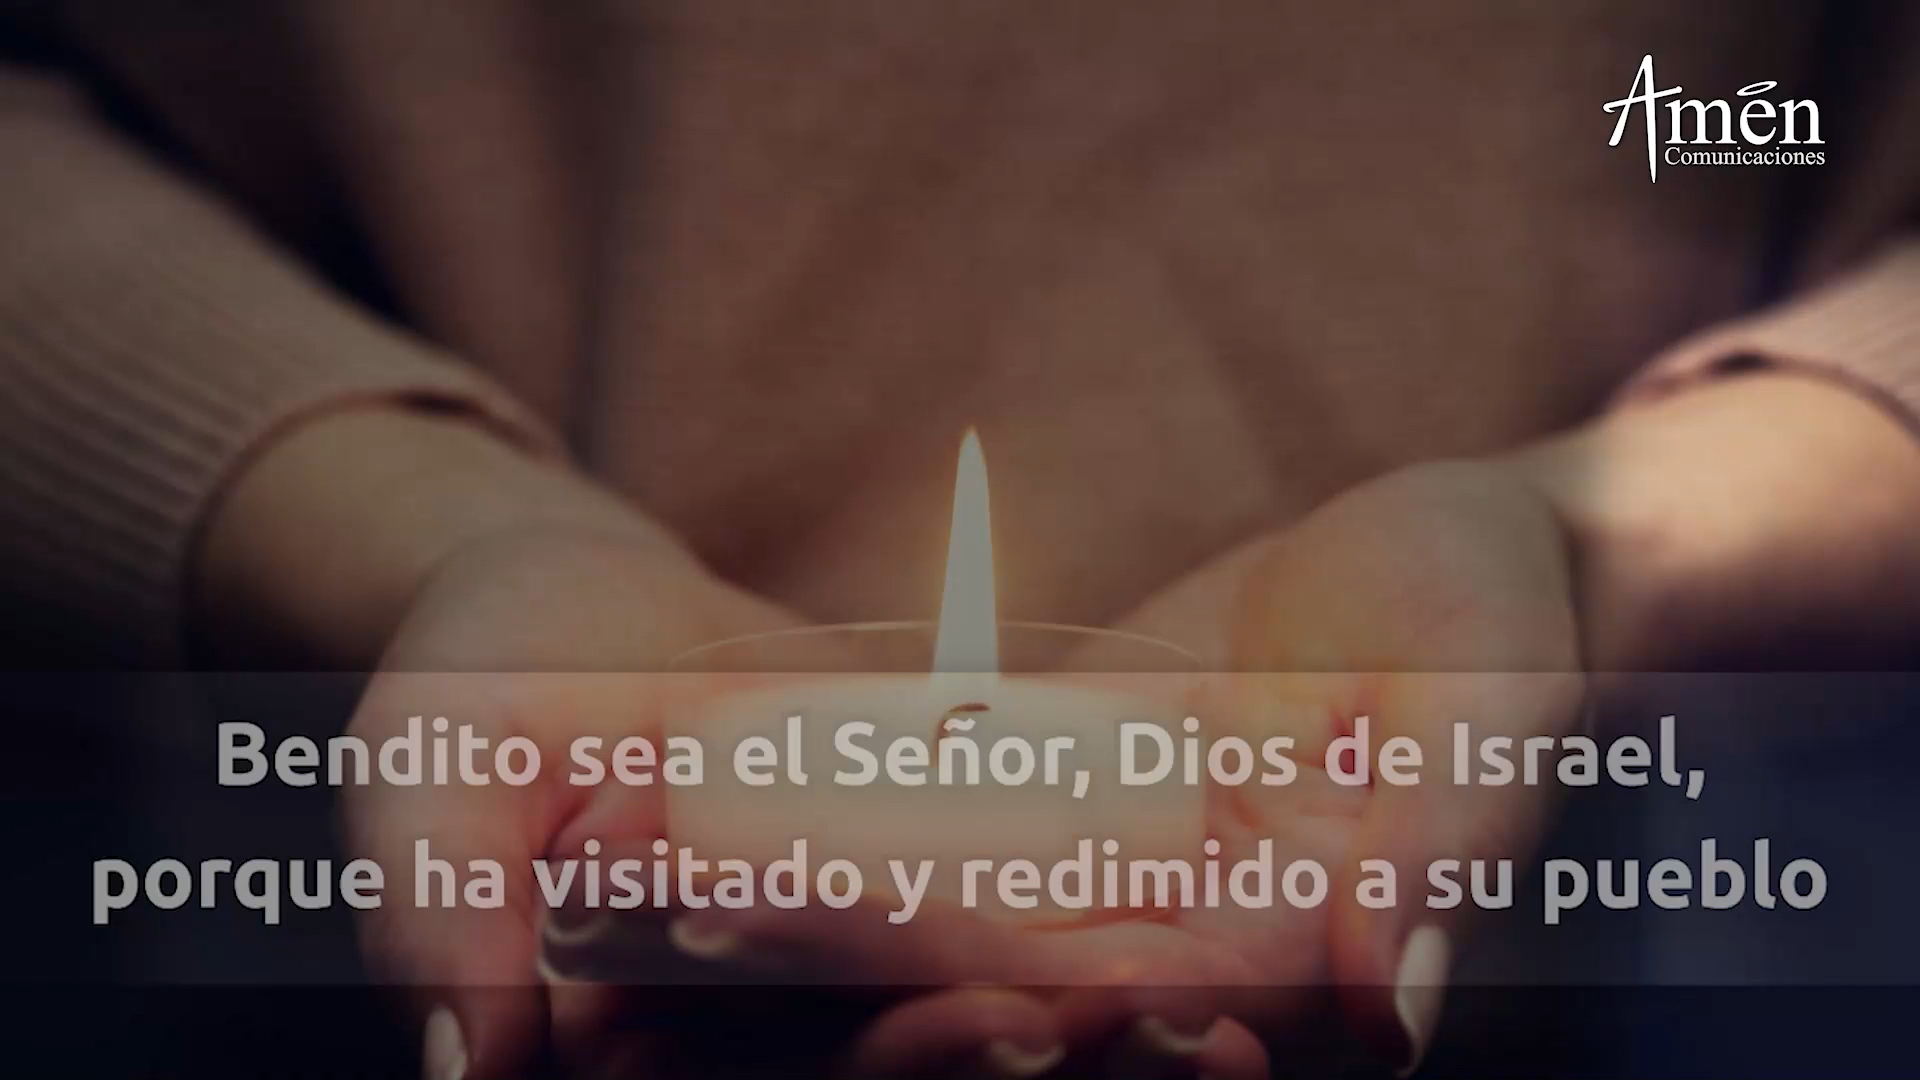 Amén
Comunicaciones
Bendito sea el Señor, Dios de Israel,
porque ha visitado y redimido a su pueblo